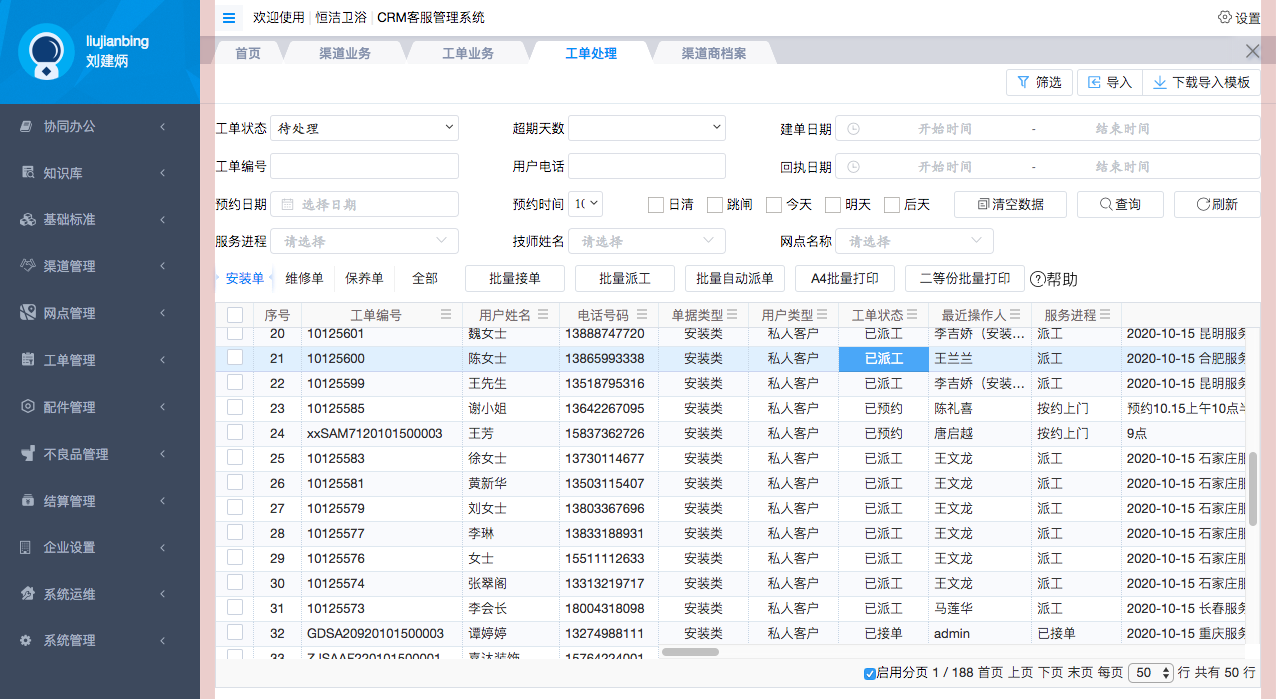 liujianbing
刘建炳
协同办公
知识库
基础标准
渠道管理
网点管理
工单管理
配件管理
不良品管理
结算管理
企业设置
系统运维
系统管理
欢迎使用 恒洁卫浴 CRM客服管理系统 设置
首页 渠道业务 工单业务 工单处理 渠道商档案
筛选 导入 下载导入模板
工单状态 待处理 超期天数 建单日期 开始时间 - 结束时间
工单编号 用户电话 回执日期 开始时间 - 结束时间
预约日期 选择日期 预约时间 日清 跳闸 今天 明天 后天 清空数据 查询 刷新
服务进程 请选择 技师姓名 请选择 网点名称 请选择
安装单 维修单 保养单 全部 批量接单 批量派工 批量自动派单 A4批量打印 二等份批量打印 ?帮助
序号 工单编号 用户姓名 电话号码 单据类型 用户类型 工单状态 最近操作人 服务进程
20 10125601 魏女士 13888747720 安装类 私人客户 已派工 李吉娇（安装... 派工 2020-10-15 昆明服务
21 10125600 陈女士 13865993338 安装类 私人客户 已派工 王兰兰 派工 2020-10-15 合肥服务
22 10125599 王先生 13518795316 安装类 私人客户 已派工 李吉娇（安装... 派工 2020-10-15 昆明服务
23 10125585 谢小姐 13642267095 安装类 私人客户 已预约 陈礼喜 按约上门 预约10.15上午10点
24 xxSAM7120101500003 王芳 15837362726 安装类 私人客户 已预约 唐启越 按约上门 9点
25 10125583 徐女士 13730114677 安装类 私人客户 已派工 王文龙 派工 2020-10-15 石家庄
26 10125581 黄新华 13503115407 安装类 私人客户 已派工 王文龙 派工 2020-10-15 石家庄
27 10125579 刘女士 13803367696 安装类 私人客户 已派工 王文龙 派工 2020-10-15 石家庄
28 10125577 李琳 13833188931 安装类 私人客户 已派工 王文龙 派工 2020-10-15 石家庄
29 10125576 女士 15511112633 安装类 私人客户 已派工 王文龙 派工 2020-10-15 石家庄
30 10125574 张翠阁 13313219717 安装类 私人客户 已派工 王文龙 派工 2020-10-15 石家庄
31 10125573 李会长 18004318098 安装类 私人客户 已派工 马莲华 派工 2020-10-15 长春服务
32 GDSA20920101500003 谭婷婷 13274988111 安装类 私人客户 已接单 admin 已接单 2020-10-15 重庆服务
启用分页 1 / 188 首页 上页 下页 末页 每页 50 行 共有 50 行